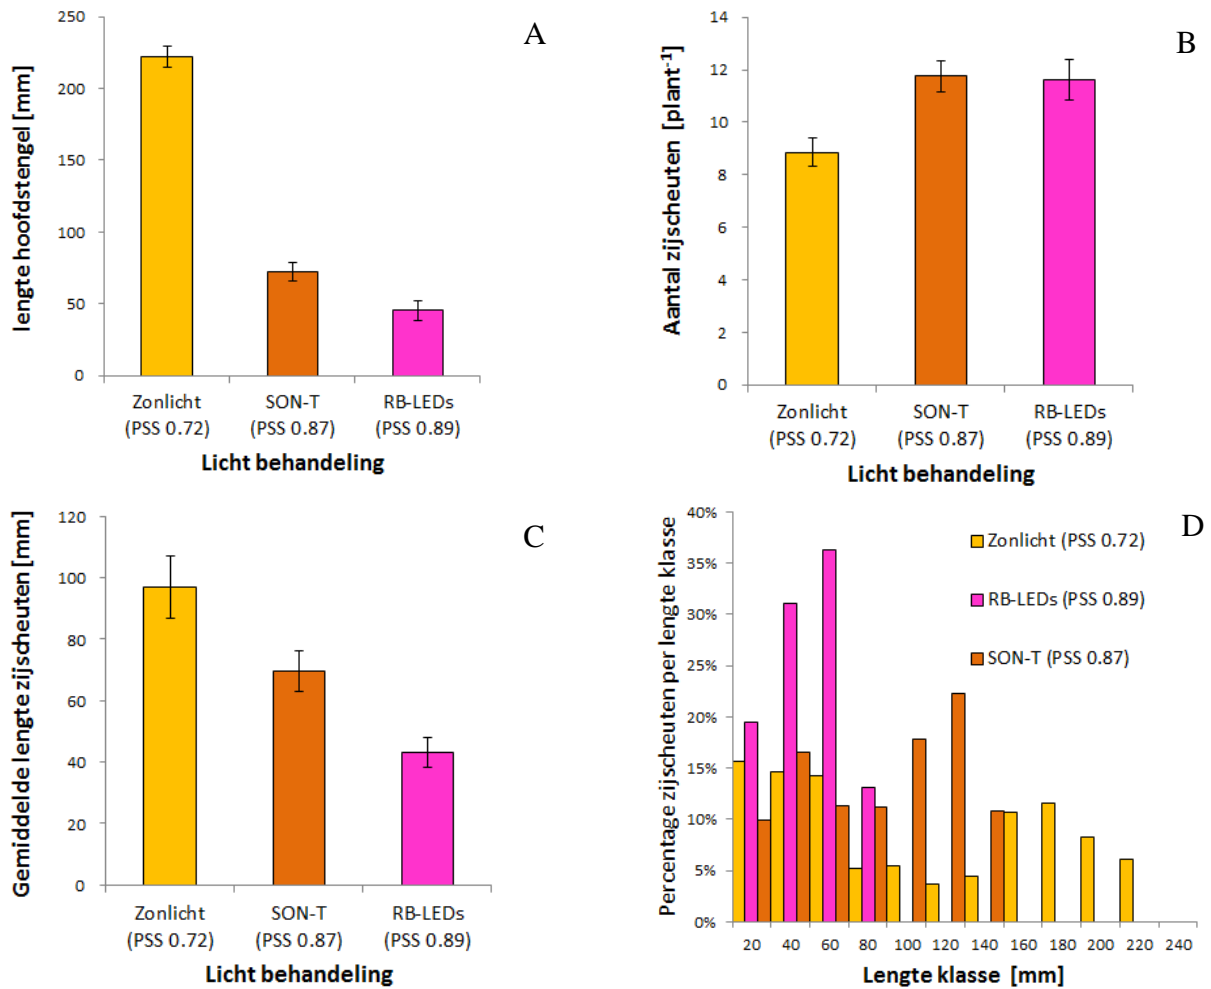 A
lengte hoofdstengel [mm]
250
200
150
100
50
0
Zonlicht
(PSS 0.72)
SON-T
(PSS 0.87)
RB-LEDs
(PSS 0.89)
Licht behandeling
B
Aantal zijscheuten [plant-1]
14
12
10
8
6
4
2
0
Zonlicht
(PSS 0.72)
SON-T
(PSS 0.87)
RB-LEDs
(PSS 0.89)
Licht behandeling
C
Gemiddelde lengte zijscheuten [mm]
120
100
80
60
40
20
0
Zonlicht
(PSS 0.72)
SON-T
(PSS 0.87)
RB-LEDs
(PSS 0.89)
Licht behandeling
D
Percentage zijscheuten per lengte klasse
40%
35%
30%
25%
20%
15%
10%
5%
0%
Zonlicht (PSS 0.72)
RB-LEDs (PSS 0.89)
SON-T (PSS 0.87)
20 40 60 80 100 120 140 160 180 200 220 240
Lengte klasse [mm]